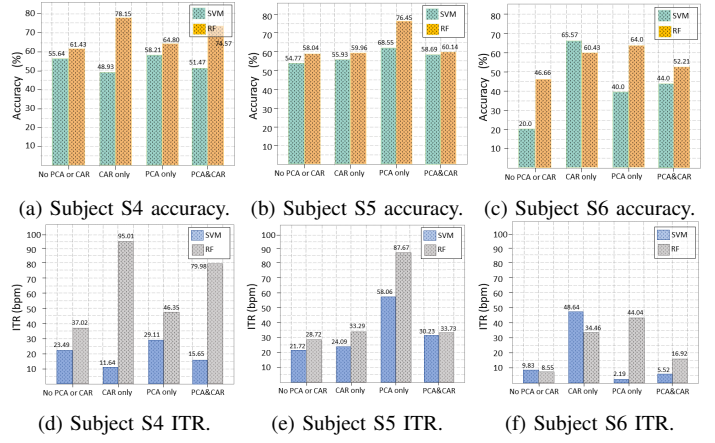 SVM
RF
Accuracy (%)
80
70
60
50
40
30
20
10
55.64
61.43
48.93
78.15
58.21
64.80
51.47
74.57
No PCA or CAR
CAR only
PCA only
PCA&CAR
(a) Subject S4 accuracy.
SVM
RF
Accuracy (%)
80
70
60
50
40
30
20
10
54.77
58.04
55.93
59.96
68.55
76.45
58.69
60.14
No PCA or CAR
CAR only
PCA only
PCA&CAR
(b) Subject S5 accuracy.
SVM
RF
Accuracy (%)
80
70
60
50
40
30
20
10
20.0
46.66
65.57
60.43
40.0
64.0
44.0
52.21
No PCA or CAR
CAR only
PCA only
PCA&CAR
(c) Subject S6 accuracy.
SVM
RF
ITR (bpm)
100
90
80
70
60
50
40
30
20
10
23.49
37.02
11.64
95.01
29.11
46.35
15.65
79.98
No PCA or CAR
CAR only
PCA only
PCA&CAR
(d) Subject S4 ITR.
SVM
RF
ITR (bpm)
100
90
80
70
60
50
40
30
20
10
21.72
28.72
24.09
33.29
58.06
87.67
30.23
33.73
No PCA or CAR
CAR only
PCA only
PCA&CAR
(e) Subject S5 ITR.
SVM
RF
ITR (bpm)
100
90
80
70
60
50
40
30
20
10
9.83
8.55
48.64
34.46
2.19
44.04
5.52
16.92
No PCA or CAR
CAR only
PCA only
PCA&CAR
(f) Subject S6 ITR.